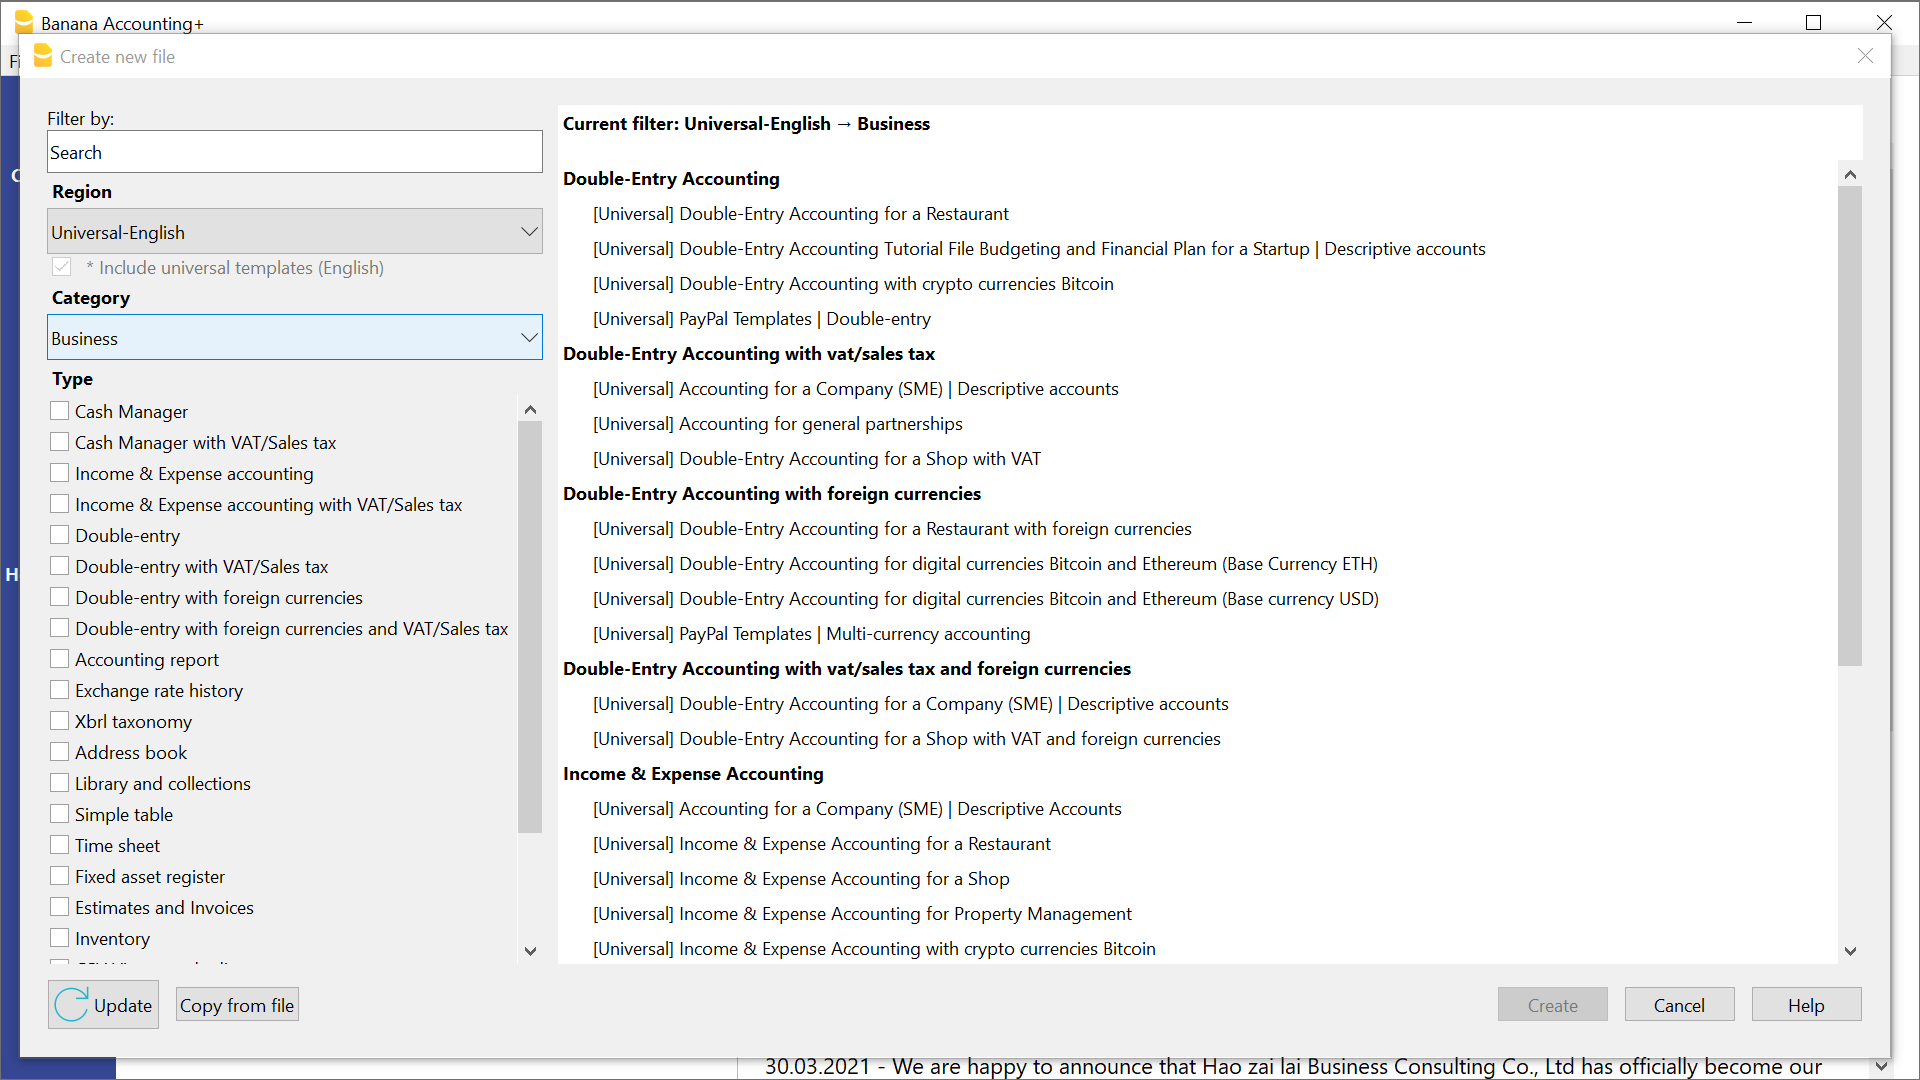 Banana Accounting+
Fi
Create new file
Filter by:
Search
Region
Universal-English
* Include universal templates (English)
Category
Business
Type
Cash Manager
Cash Manager with VAT/Sales tax
Income & Expense accounting
Income & Expense accounting with VAT/Sales tax
Double-entry
Double-entry with VAT/Sales tax
Double-entry with foreign currencies
Double-entry with foreign currencies and VAT/Sales tax
Accounting report
Exchange rate history
Xbrl taxonomy
Address book
Library and collections
Simple table
Time sheet
Fixed asset register
Estimates and Invoices
Inventory
Update
Copy from file
Current filter: Universal-English → Business
Double-Entry Accounting
[Universal] Double-Entry Accounting for a Restaurant
[Universal] Double-Entry Accounting Tutorial File Budgeting and Financial Plan for a Startup | Descriptive accounts
[Universal] Double-Entry Accounting with crypto currencies Bitcoin
[Universal] PayPal Templates | Double-entry
Double-Entry Accounting with vat/sales tax
[Universal] Accounting for a Company (SME) | Descriptive accounts
[Universal] Accounting for general partnerships
[Universal] Double-Entry Accounting for a Shop with VAT
Double-Entry Accounting with foreign currencies
[Universal] Double-Entry Accounting for a Restaurant with foreign currencies
[Universal] Double-Entry Accounting for digital currencies Bitcoin and Ethereum (Base Currency ETH)
[Universal] Double-Entry Accounting for digital currencies Bitcoin and Ethereum (Base currency USD)
[Universal] PayPal Templates | Multi-currency accounting
Double-Entry Accounting with vat/sales tax and foreign currencies
[Universal] Double-Entry Accounting for a Company (SME) | Descriptive accounts
[Universal] Double-Entry Accounting for a Shop with VAT and foreign currencies
Income & Expense Accounting
[Universal] Accounting for a Company (SME) | Descriptive Accounts
[Universal] Income & Expense Accounting for a Restaurant
[Universal] Income & Expense Accounting for a Shop
[Universal] Income & Expense Accounting for Property Management
[Universal] Income & Expense Accounting with crypto currencies Bitcoin
Create
Cancel
Help
30.03.2021 - We are happy to announce that Hao zai lai Business Consulting Co., Ltd has officially become our